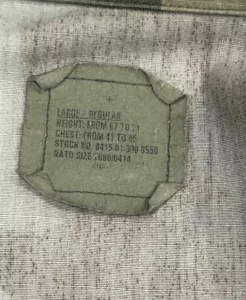 LARGE / REGULAR
HEIGHT: FROM 67 TO 71
CHEST: FROM 41 TO 45
STOCK NO. 8415-01-390-8550
NATO SIZE 7080/0414